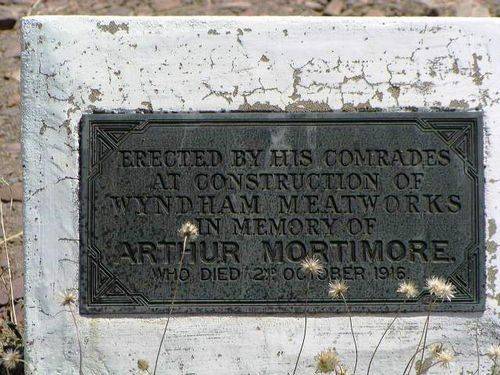 ERECTED BY HIS COMRADES
AT CONSTRUCTION OF
WYNDHAM MEATWORKS
IN MEMORY OF
ARTHUR MORTIMORE.
WHO DIED 2ND OCTOBER 1916.